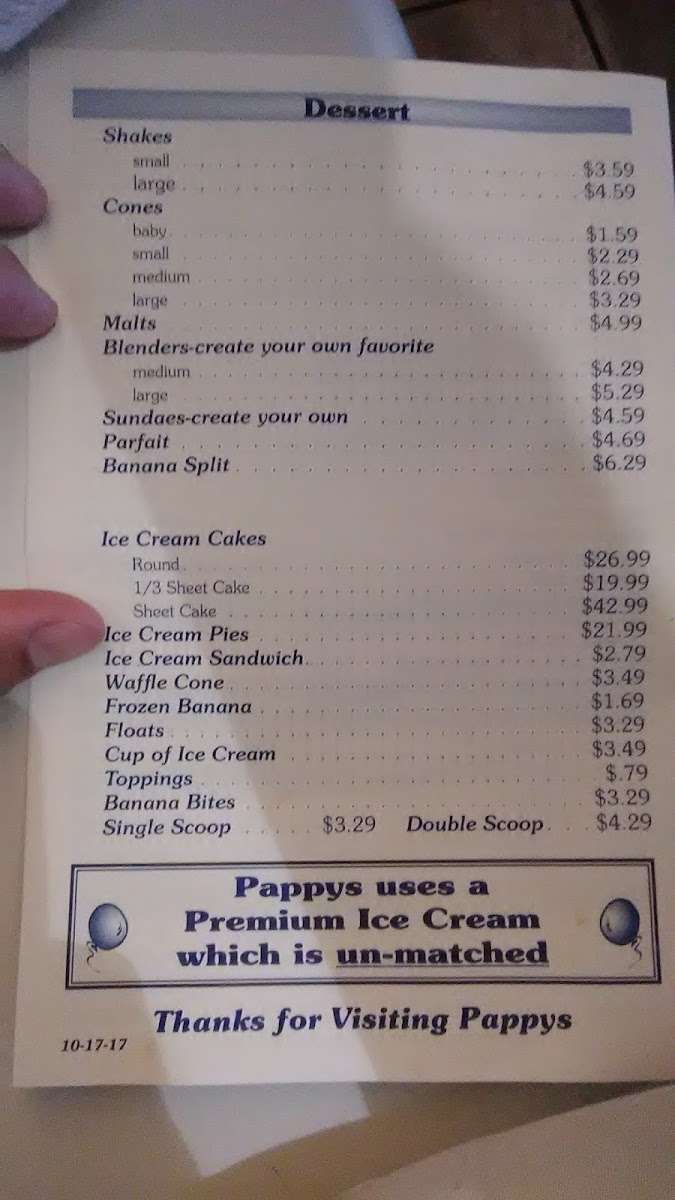 Dessert
Shakes
small . . . . . . . . . . . . . . . . . . . $3.59
large . . . . . . . . . . . . . . . . . . . $4.59
Cones
baby . . . . . . . . . . . . . . . . . . . $1.59
small . . . . . . . . . . . . . . . . . . . $2.29
medium . . . . . . . . . . . . . . . . . . $2.69
large . . . . . . . . . . . . . . . . . . . $3.29
Malts . . . . . . . . . . . . . . . . . . . $4.99
Blenders-create your own favorite
medium . . . . . . . . . . . . . . . . . . $4.29
large . . . . . . . . . . . . . . . . . . . $5.29
Sundaes-create your own . . . . . . . . . . $4.59
Parfait . . . . . . . . . . . . . . . . . . $4.69
Banana Split . . . . . . . . . . . . . . . . $6.29
Ice Cream Cakes
Round . . . . . . . . . . . . . . . . . . . $26.99
1/3 Sheet Cake . . . . . . . . . . . . . . . $19.99
Sheet Cake . . . . . . . . . . . . . . . . . $42.99
Ice Cream Pies . . . . . . . . . . . . . . . $21.99
Ice Cream Sandwich . . . . . . . . . . . . . $2.79
Waffle Cone . . . . . . . . . . . . . . . . $3.49
Frozen Banana . . . . . . . . . . . . . . . $1.69
Floats . . . . . . . . . . . . . . . . . . . $3.29
Cup of Ice Cream . . . . . . . . . . . . . . $3.49
Toppings . . . . . . . . . . . . . . . . . . $.79
Banana Bites . . . . . . . . . . . . . . . . $3.29
Single Scoop . . . . . $3.29 Double Scoop . . . $4.29
Pappys uses a
Premium Ice Cream
which is un-matched
Thanks for Visiting Pappys
10-17-17